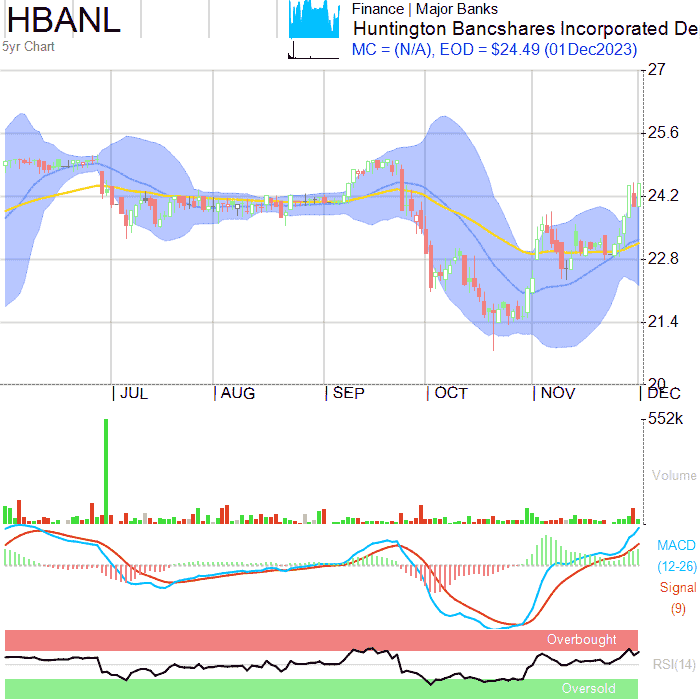 HBANL
5yr Chart
Finance | Major Banks
Huntington Bancshares Incorporated De
MC = (N/A), EOD = $24.49 (01Dec2023)
27
25.6
24.2
22.8
21.4
20
JUL AUG SEP OCT NOV DEC
552k
Volume
MACD
(12-26)
Signal
(9)
Overbought
RSI(14)
Oversold